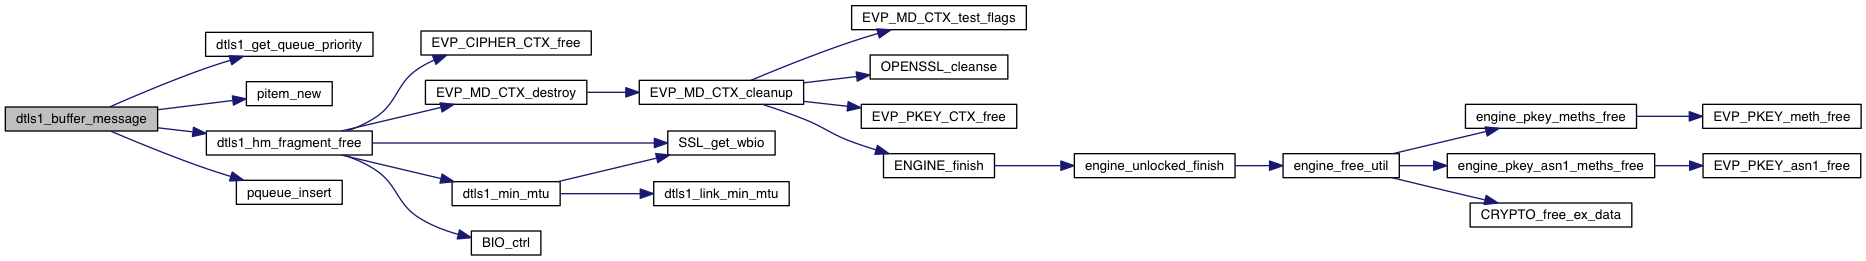 dtls1_buffer_message
dtls1_get_queue_priority
pitem_new
dtls1_hm_fragment_free
pqueue_insert
EVP_CIPHER_CTX_free
EVP_MD_CTX_destroy
SSL_get_wbio
dtls1_min_mtu
dtls1_link_min_mtu
BIO_ctrl
EVP_MD_CTX_cleanup
EVP_MD_CTX_test_flags
OPENSSL_cleanse
EVP_PKEY_CTX_free
ENGINE_finish
engine_unlocked_finish
engine_free_util
engine_pkey_meths_free
engine_pkey_asn1_meths_free
CRYPTO_free_ex_data
EVP_PKEY_meth_free
EVP_PKEY_asn1_free